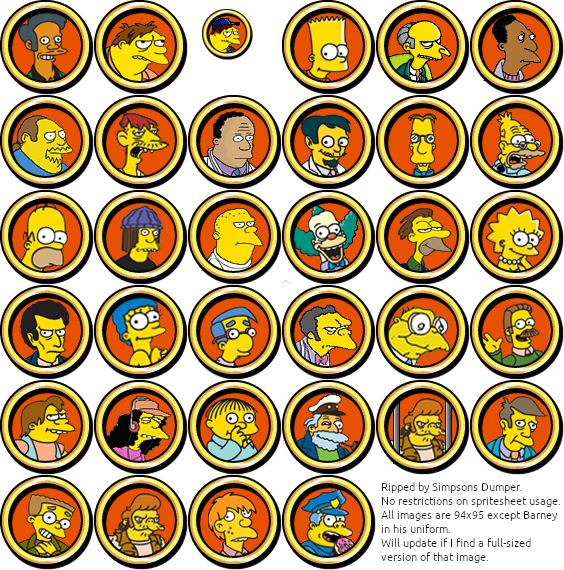 Ripped by Simpsons Dumper.
No restrictions on spritesheet usage.
All images are 94x95 except Barney
in his uniform.
Will update if I find a full-sized
version of that image.